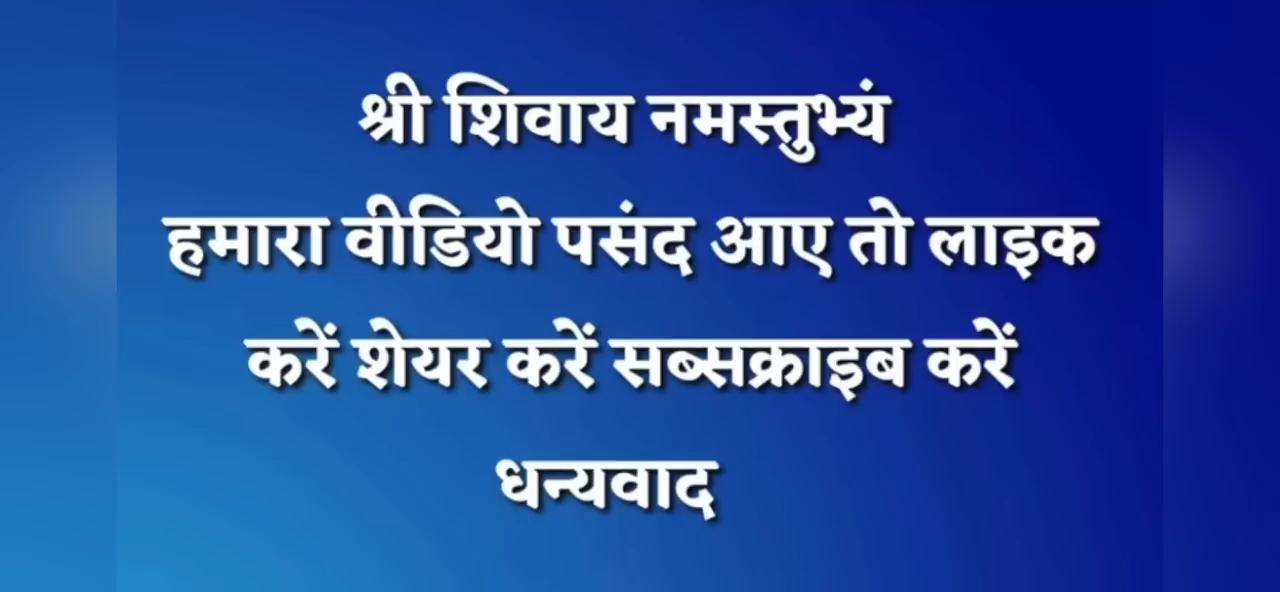 श्री शिवाय नमस्तुभ्यं
हमारा वीडियो पसंद आए तो लाइक
करें शेयर करें सब्सक्राइब करें
धन्यवाद